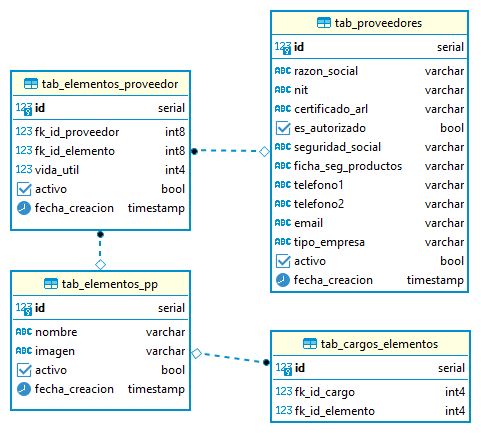 tab_proveedores
123 id serial
ABC razon_social varchar
ABC nit varchar
ABC certificado_arl varchar
es_autorizado bool
ABC seguridad_social varchar
ABC ficha_seg_productos varchar
ABC telefono1 varchar
ABC telefono2 varchar
ABC email varchar
ABC tipo_empresa varchar
activo bool
fecha_creacion timestamp
tab_elementos_proveedor
123 id serial
123 fk_id_proveedor int8
123 fk_id_elemento int8
123 vida_util int4
activo bool
fecha_creacion timestamp
tab_elementos_pp
123 id serial
ABC nombre varchar
ABC imagen varchar
activo bool
fecha_creacion timestamp
tab_cargos_elementos
123 id serial
123 fk_id_cargo int4
123 fk_id_elemento int4